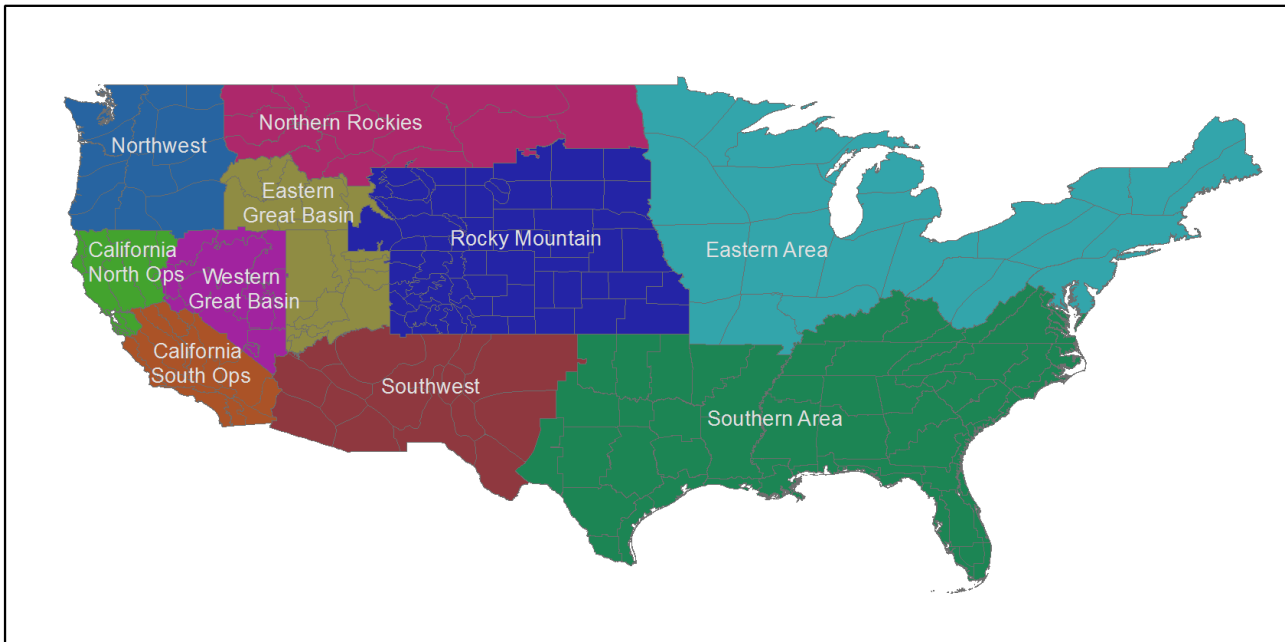 Northern Rockies
Northwest
Eastern
Great Basin
Rocky Mountain
Eastern Area
California
North Ops
Western
Great Basin
California
South Ops
Southwest
Southern Area